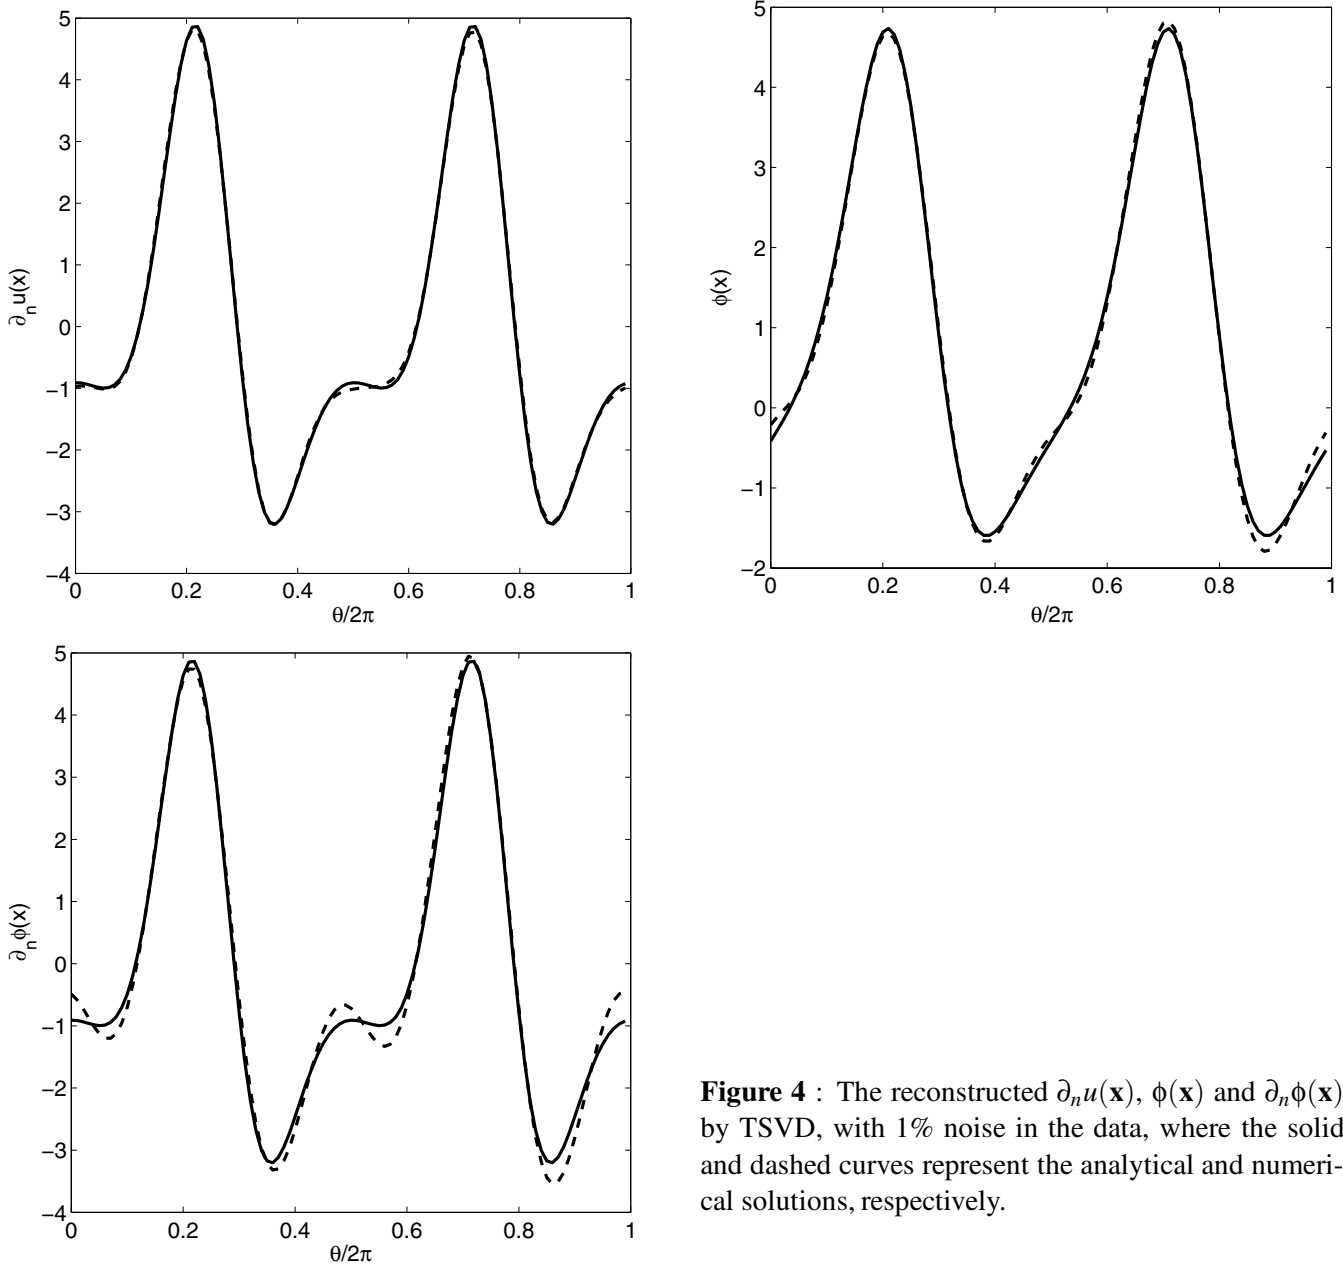 5
4
3
2
1
0
−1
−2
−3
−4
0 0.2 0.4 0.6 0.8 1
θ/2π
∂ₙu(x)
5
4
3
2
1
0
−1
−2
0 0.2 0.4 0.6 0.8 1
θ/2π
ϕ(x)
5
4
3
2
1
0
−1
−2
−3
−4
0 0.2 0.4 0.6 0.8 1
θ/2π
∂ₙϕ(x)
Figure 4 : The reconstructed ∂ₙu(x), ϕ(x) and ∂ₙϕ(x)
by TSVD, with 1% noise in the data, where the solid
and dashed curves represent the analytical and numeri-
cal solutions, respectively.